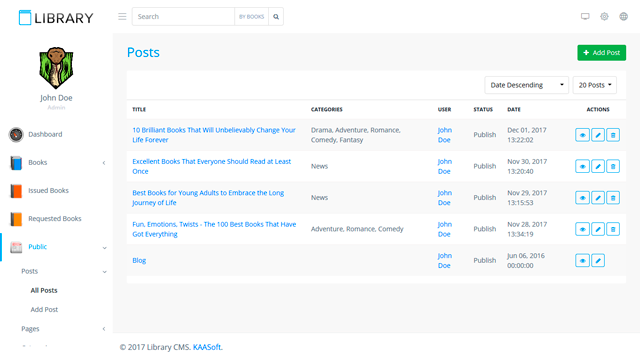 LIBRARY
Search
BY BOOKS
Posts
+ Add Post
John Doe
Admin
Date Descending
20 Posts
TITLE CATEGORIES USER STATUS DATE ACTIONS
10 Brilliant Books That Will Unbelievably Change Your
Life Forever
Drama, Adventure, Romance,
Comedy, Fantasy
John
Doe
Publish
Dec 01, 2017
13:22:02
Excellent Books That Everyone Should Read at Least
Once
News
John
Doe
Publish
Nov 30, 2017
13:20:40
Best Books for Young Adults to Embrace the Long
Journey of Life
News
John
Doe
Publish
Nov 29, 2017
13:15:53
Fun, Emotions, Twists - The 100 Best Books That Have
Got Everything
Adventure, Romance, Comedy
John
Doe
Publish
Nov 28, 2017
13:34:19
Blog
John
Doe
Publish
Jun 06, 2016
00:00:00
Dashboard
Books
Issued Books
Requested Books
Public
Posts
All Posts
Add Post
Pages
© 2017 Library CMS. KAASoft.